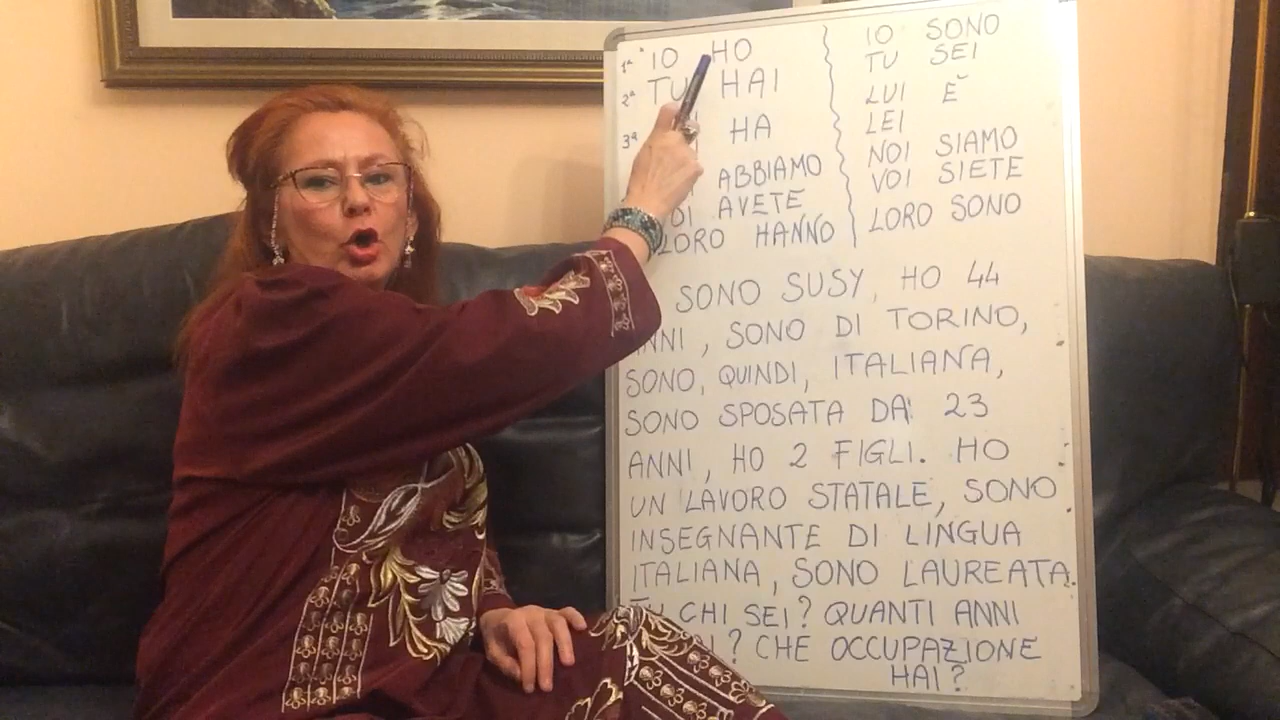 1ª IO HO
2ª TU HAI
3ª HA
ABBIAMO
AVETE
LORO HANNO
IO SONO
TU SEI
LUI È
LEI
NOI SIAMO
VOI SIETE
LORO SONO
SONO SUSY, HO 44
ANNI, SONO DI TORINO,
SONO, QUINDI, ITALIANA,
SONO SPOSATA DA 23
ANNI, HO 2 FIGLI. HO
UN LAVORO STATALE, SONO
INSEGNANTE DI LINGUA
ITALIANA, SONO LAUREATA.
TU CHI SEI? QUANTI ANNI
? CHE OCCUPAZIONE
HAI?